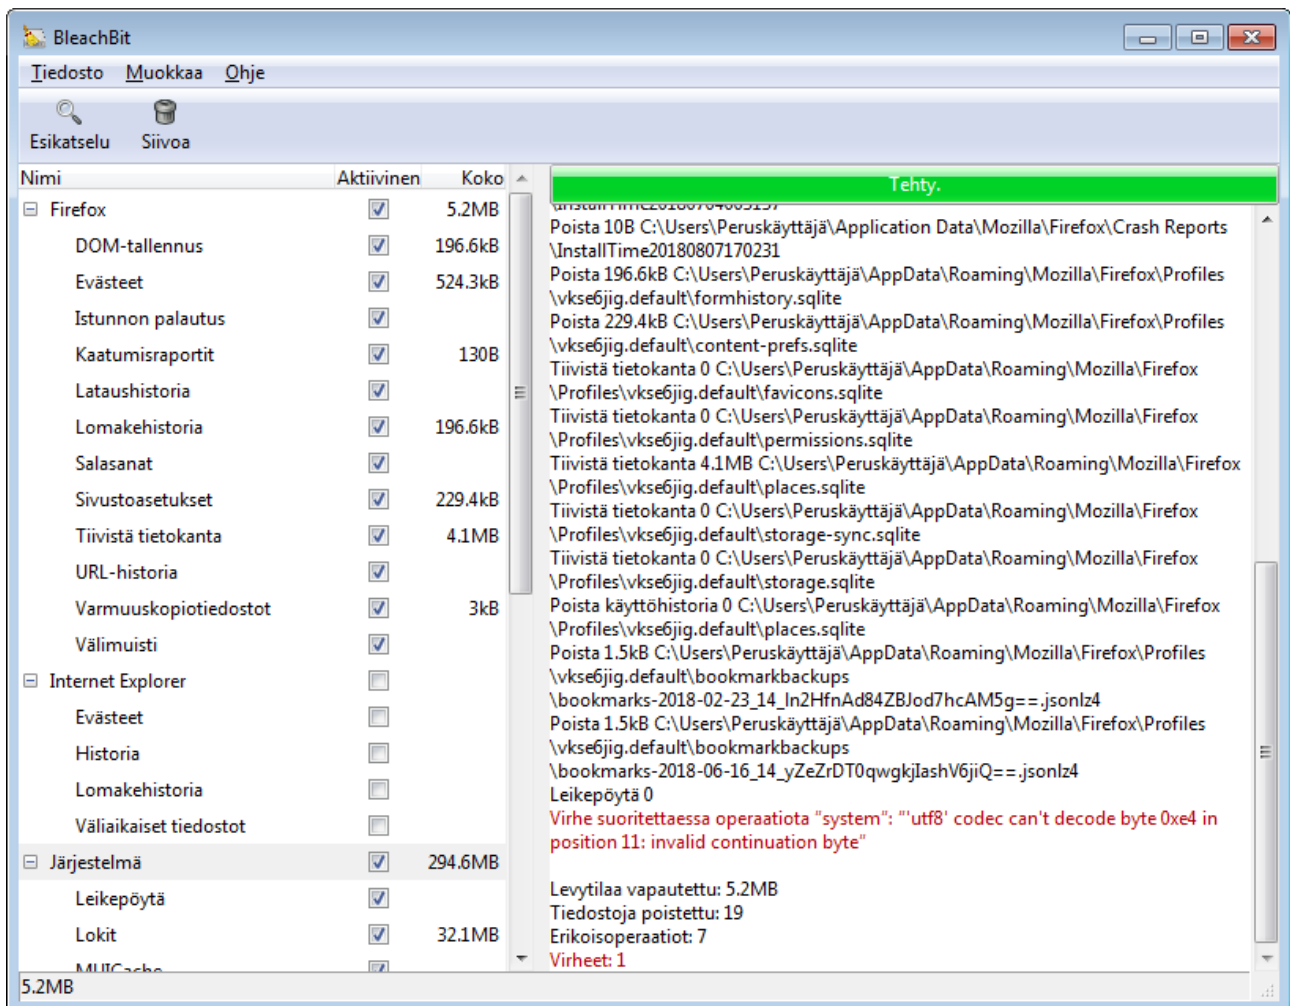 BleachBit
Tiedosto Muokkaa Ohje
Esikatselu Siivoa
Nimi Aktiivinen Koko
Firefox 5.2MB
DOM-tallennus 196.6kB
Evästeet 524.3kB
Istunnon palautus
Kaatumisraportit 130B
Lataushistoria
Lomakehistoria 196.6kB
Salasanat
Sivustoasetukset 229.4kB
Tiivistä tietokanta 4.1MB
URL-historia
Varmuuskopiotiedostot 3kB
Välimuisti
Internet Explorer
Evästeet
Historia
Lomakehistoria
Väliaikaiset tiedostot
Järjestelmä 294.6MB
Leikepöytä
Lokit 32.1MB
MUICache
Tehty.
Poista 10B C:\Users\Peruskäyttäjä\Application Data\Mozilla\Firefox\Crash Reports
\InstallTime20180807170231
Poista 196.6kB C:\Users\Peruskäyttäjä\AppData\Roaming\Mozilla\Firefox\Profiles
\vkse6jig.default\formhistory.sqlite
Poista 229.4kB C:\Users\Peruskäyttäjä\AppData\Roaming\Mozilla\Firefox\Profiles
\vkse6jig.default\content-prefs.sqlite
Tiivistä tietokanta 0 C:\Users\Peruskäyttäjä\AppData\Roaming\Mozilla\Firefox
\Profiles\vkse6jig.default\favicons.sqlite
Tiivistä tietokanta 0 C:\Users\Peruskäyttäjä\AppData\Roaming\Mozilla\Firefox
\Profiles\vkse6jig.default\permissions.sqlite
Tiivistä tietokanta 4.1MB C:\Users\Peruskäyttäjä\AppData\Roaming\Mozilla\Firefox
\Profiles\vkse6jig.default\places.sqlite
Tiivistä tietokanta 0 C:\Users\Peruskäyttäjä\AppData\Roaming\Mozilla\Firefox
\Profiles\vkse6jig.default\storage-sync.sqlite
Tiivistä tietokanta 0 C:\Users\Peruskäyttäjä\AppData\Roaming\Mozilla\Firefox
\Profiles\vkse6jig.default\storage.sqlite
Poista käyttöhistoria 0 C:\Users\Peruskäyttäjä\AppData\Roaming\Mozilla\Firefox
\Profiles\vkse6jig.default\places.sqlite
Poista 1.5kB C:\Users\Peruskäyttäjä\AppData\Roaming\Mozilla\Firefox\Profiles
\vkse6jig.default\bookmarkbackups
\bookmarks-2018-02-23_14_In2HfnAd84ZBJod7hcAM5g==.jsonlz4
Poista 1.5kB C:\Users\Peruskäyttäjä\AppData\Roaming\Mozilla\Firefox\Profiles
\vkse6jig.default\bookmarkbackups
\bookmarks-2018-06-16_14_yZeZrDT0qwgkjIashV6jiQ==.jsonlz4
Leikepöytä 0
Virhe suoritettaessa operaatiota "system": "'utf8' codec can't decode byte 0xe4 in
position 11: invalid continuation byte"
Levytilaa vapautettu: 5.2MB
Tiedostoja poistettu: 19
Erikoisoperaatiot: 7
Virheet: 1
5.2MB